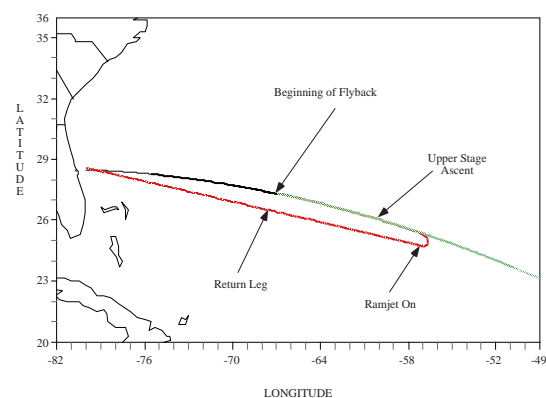 36
35
32
29
26
23
20
LATITUDE
Beginning of Flyback
Upper Stage
Ascent
Return Leg
Ramjet On
-82
-76
-70
-64
-58
-52
-49
LONGITUDE